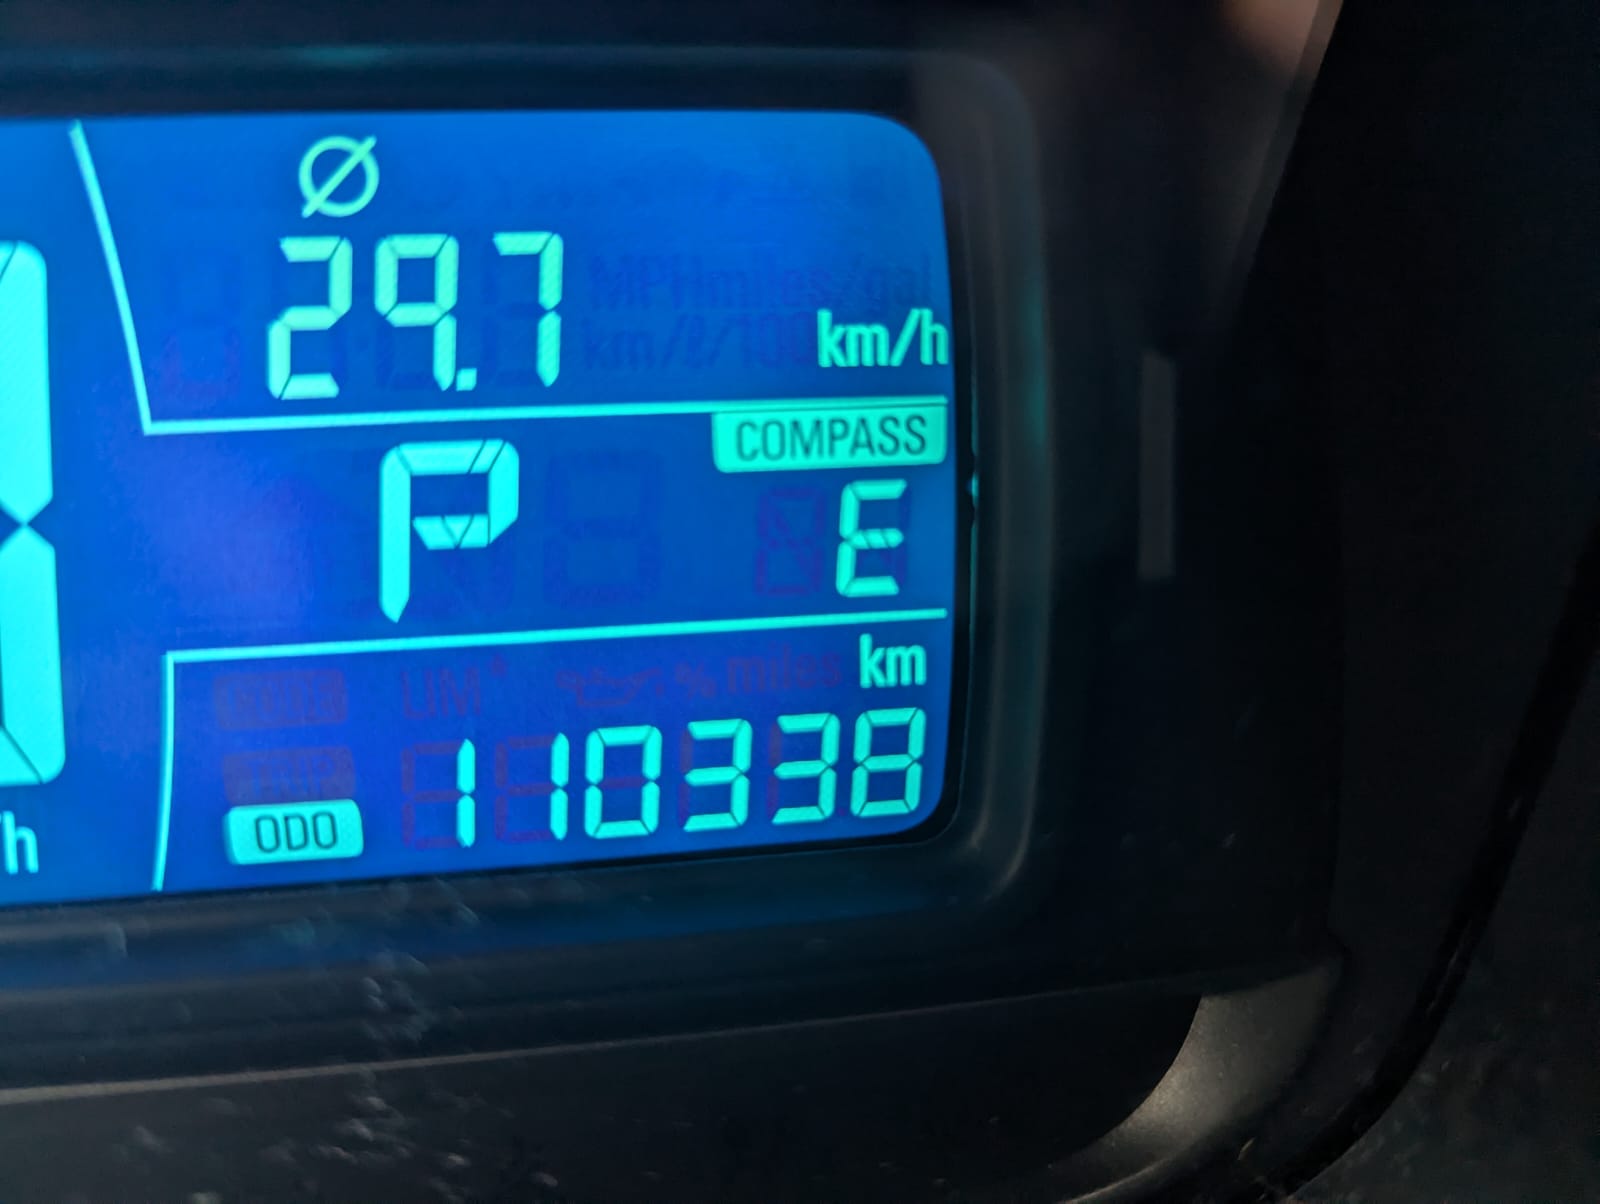 Ø
29.7 km/h
COMPASS
P E
km
ODO 110338
/h